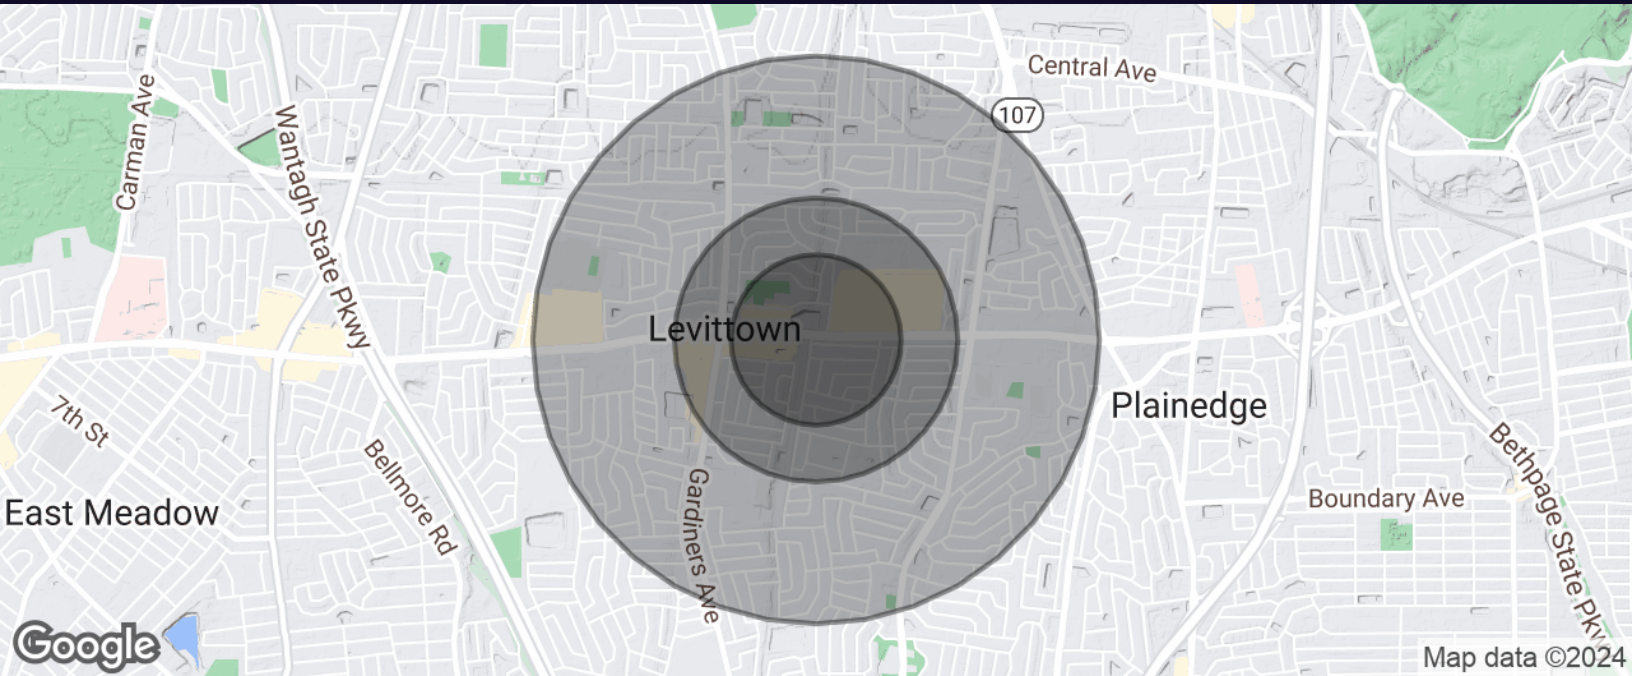 Central Ave
107
Carman Ave
Wantagh State Pkwy
Levittown
Plainedge
7th St
Bellmore Rd
East Meadow
Gardiners Ave
Boundary Ave
Bethpage State Pkw
Google
Map data ©2024